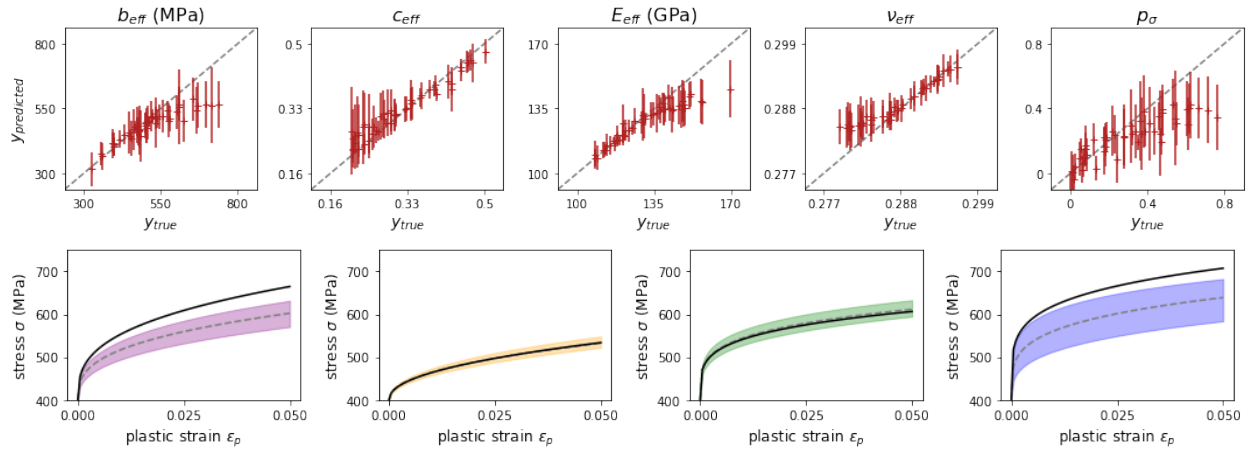 b_eff (MPa)
c_eff
E_eff (GPa)
ν_eff
p_σ
y_predicted
800
550
300
300 550 800
y_true
0.5
0.33
0.16
0.16 0.33 0.5
y_true
170
135
100
100 135 170
y_true
0.299
0.288
0.277
0.277 0.288 0.299
y_true
0.8
0.4
0
0 0.4 0.8
y_true
stress σ (MPa)
700
600
500
400
0.000 0.025 0.050
plastic strain ε_p
stress σ (MPa)
700
600
500
400
0.000 0.025 0.050
plastic strain ε_p
stress σ (MPa)
700
600
500
400
0.000 0.025 0.050
plastic strain ε_p
stress σ (MPa)
700
600
500
400
0.000 0.025 0.050
plastic strain ε_p